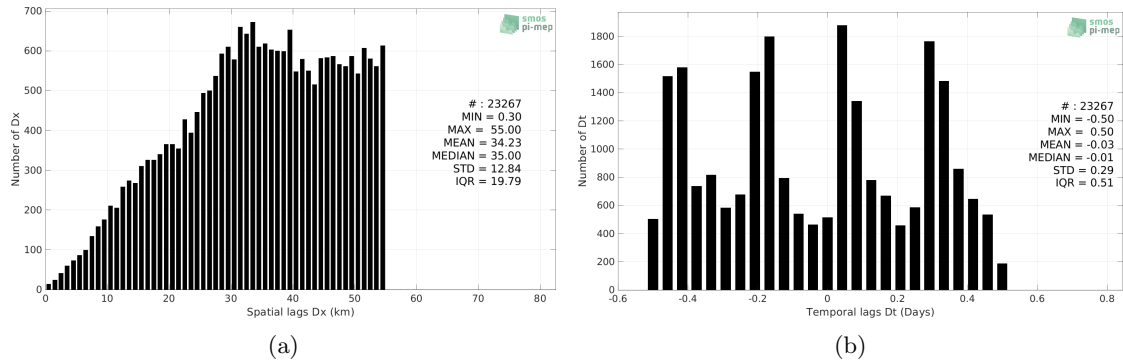 700
600
500
400
300
200
100
0
Number of Dx
0 10 20 30 40 50 60 70 80
Spatial lags Dx (km)
smos
pi-mep
# : 23267
MIN = 0.30
MAX = 55.00
MEAN = 34.23
MEDIAN = 35.00
STD = 12.84
IQR = 19.79
(a)
1800
1600
1400
1200
1000
800
600
400
200
0
Number of Dt
-0.6 -0.4 -0.2 0 0.2 0.4 0.6 0.8
Temporal lags Dt (Days)
smos
pi-mep
# : 23267
MIN = -0.50
MAX = 0.50
MEAN = -0.03
MEDIAN = -0.01
STD = 0.29
IQR = 0.51
(b)